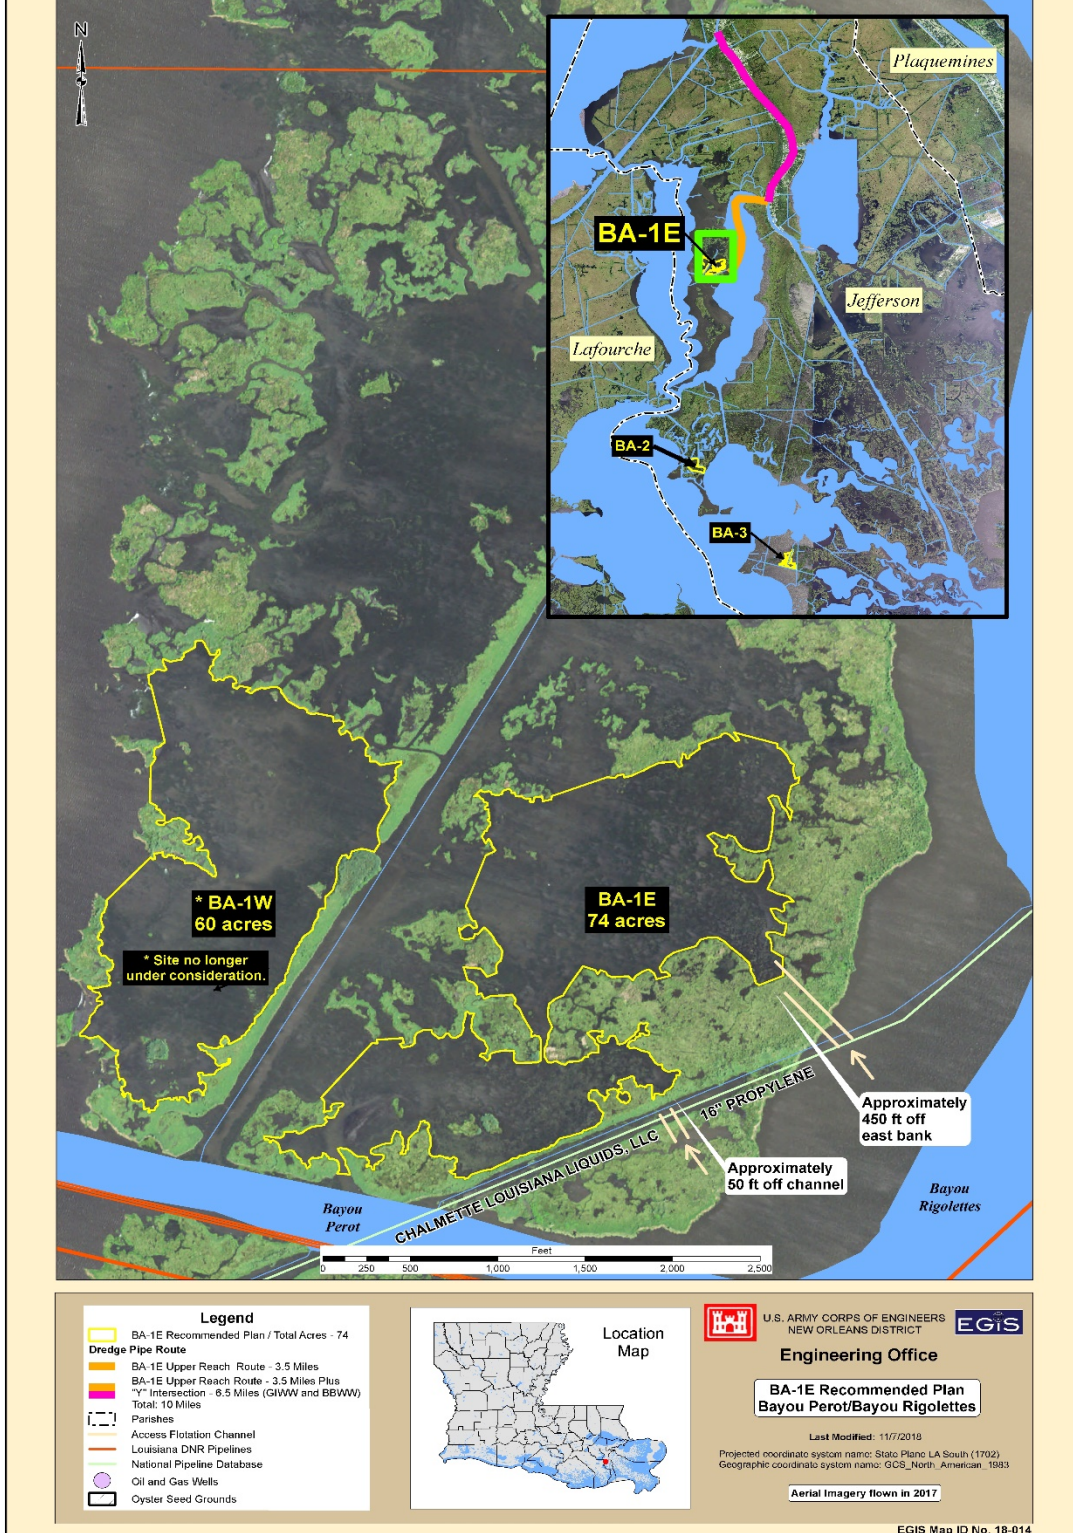 N
Plaquemines
BA-1E
Jefferson
Lafourche
BA-2
BA-3
* BA-1W
60 acres
* Site no longer
under consideration.
BA-1E
74 acres
16" PROPYLENE
CHALMETTE LOUISIANA LIQUIDS, LLC
Approximately
450 ft off
east bank
Approximately
50 ft off channel
Bayou
Perot
Bayou
Rigolettes
Feet
0 250 500 1,000 1,500 2,000 2,500
Legend
BA-1E Recommended Plan / Total Acres - 74
Dredge Pipe Route
BA-1E Upper Reach Route - 3.5 Miles
BA-1E Upper Reach Route - 3.5 Miles Plus
"Y" Intersection - 6.5 Miles (GIWW and BBWW)
Total: 10 Miles
Parishes
Access Flotation Channel
Louisiana DNR Pipelines
National Pipeline Database
Oil and Gas Wells
Oyster Seed Grounds
Location
Map
U.S. ARMY CORPS OF ENGINEERS
NEW ORLEANS DISTRICT
EGIS
Engineering Office
BA-1E Recommended Plan
Bayou Perot/Bayou Rigolettes
Last Modified: 11/7/2018
Projected coordinate system name: State Plane LA South (1702)
Geographic coordinate system name: GCS_North_American_1983
Aerial Imagery flown in 2017
EGIS Map ID No. 18-014